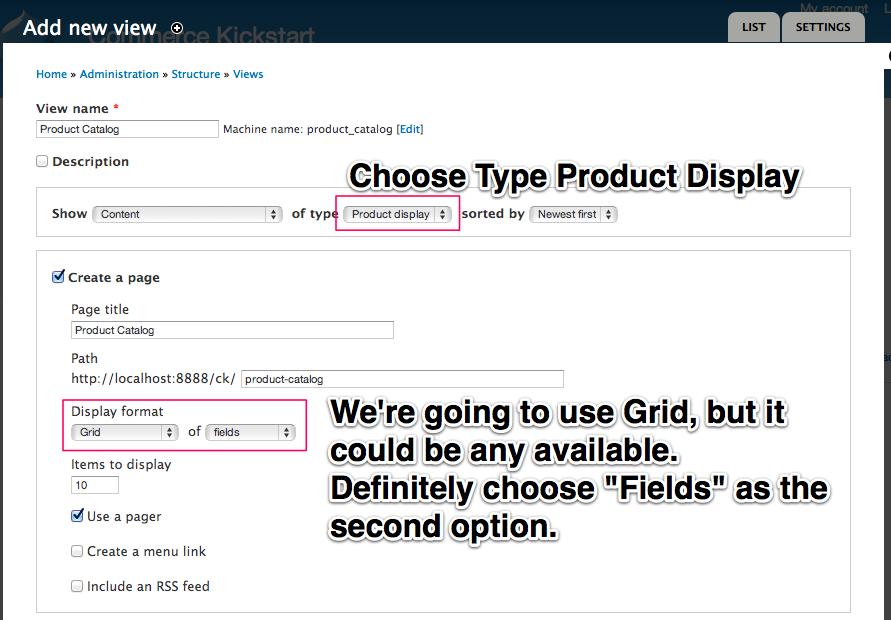 My account
Add new view
Commerce Kickstart
LIST
SETTINGS
Home » Administration » Structure » Views
View name *
Product Catalog Machine name: product_catalog [Edit]
Description
Choose Type Product Display
Show Content of type Product display sorted by Newest first
Create a page
Page title
Product Catalog
Path
http://localhost:8888/ck/ product-catalog
Display format
Grid of fields
We're going to use Grid, but it
could be any available.
Definitely choose "Fields" as the
second option.
Items to display
10
Use a pager
Create a menu link
Include an RSS feed